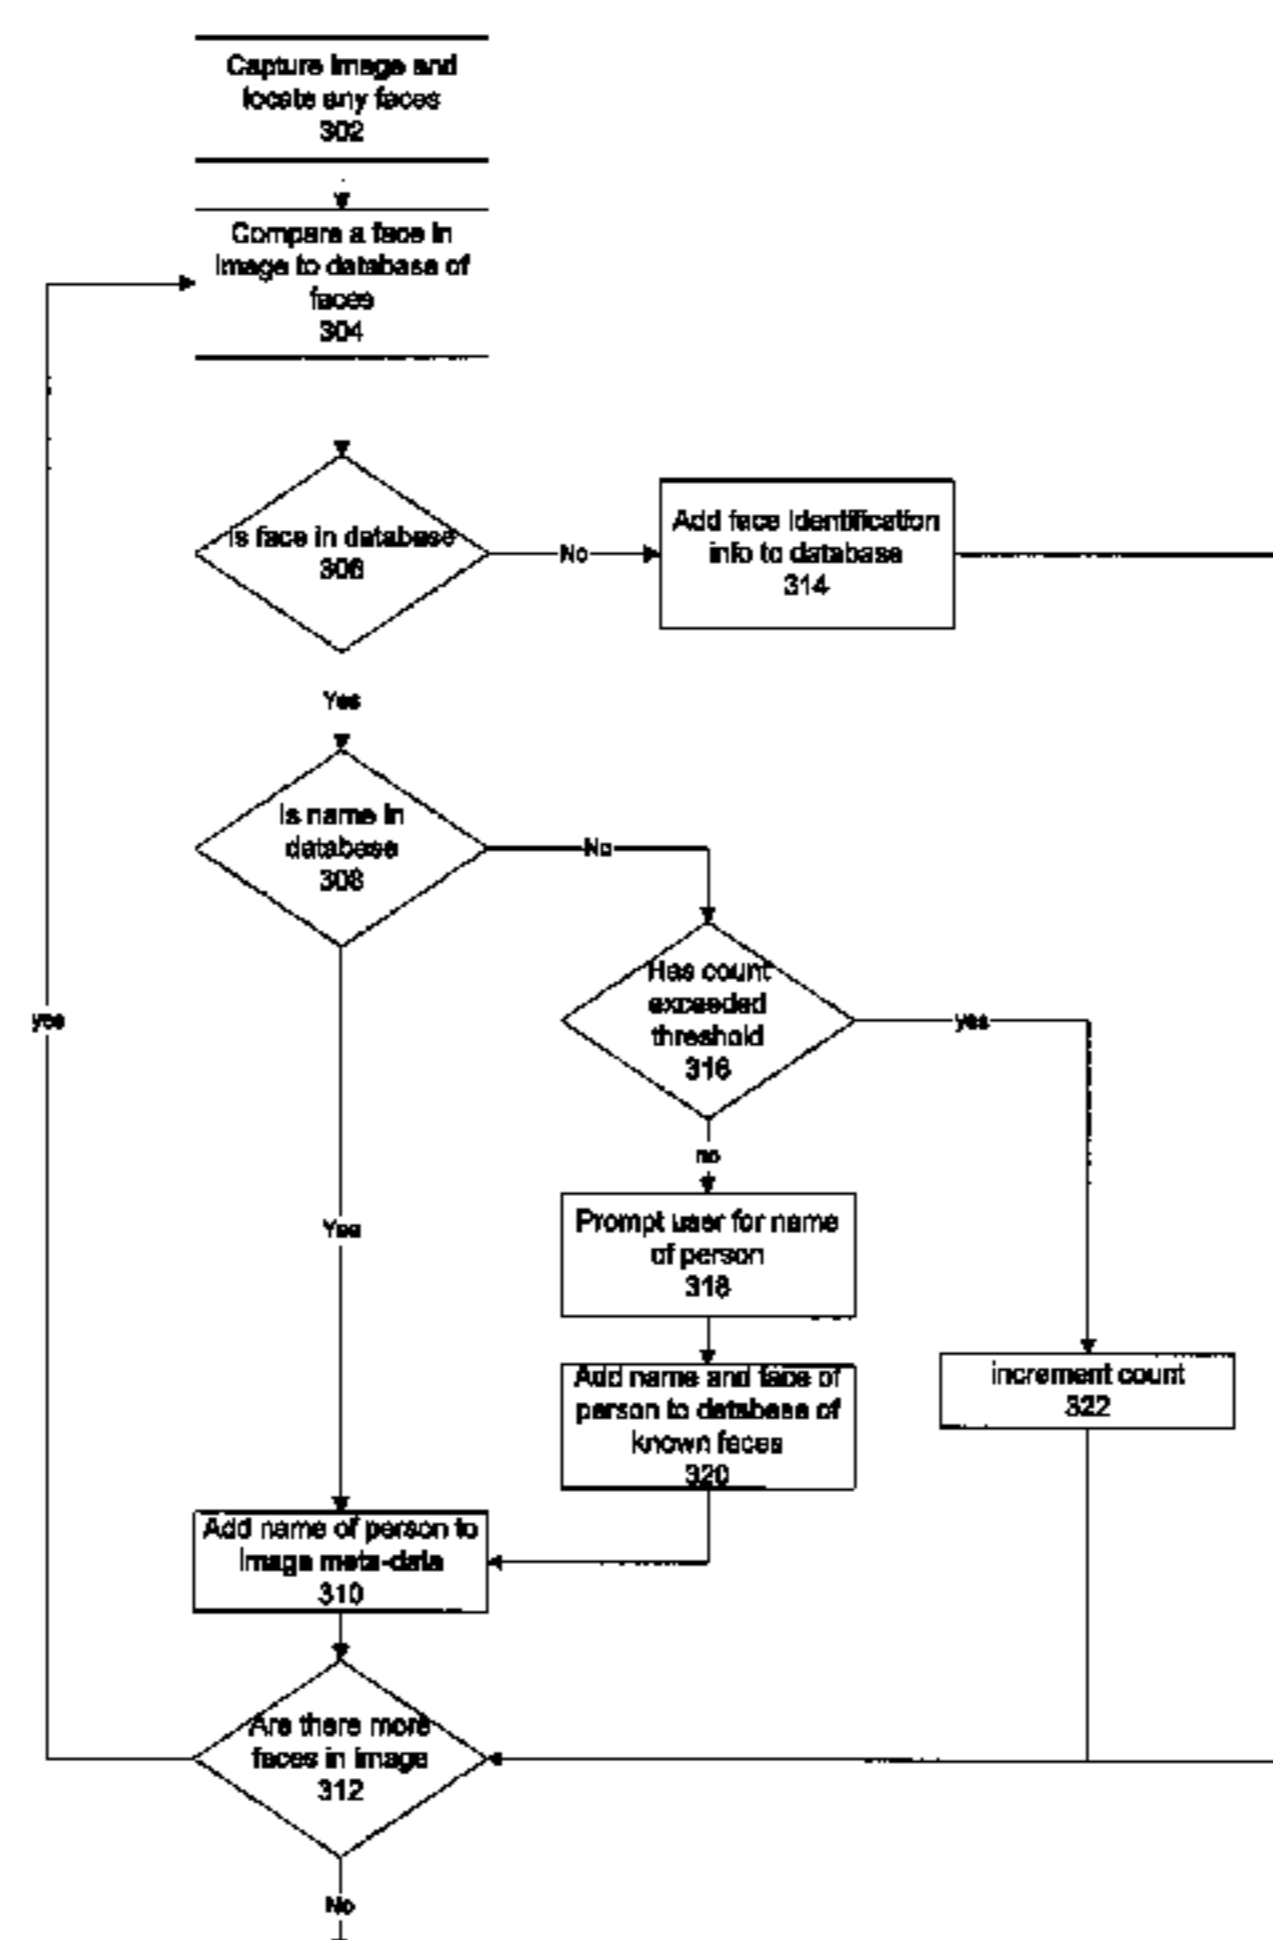 Capture image and
locate any faces
302
Compare a face in
image to database of
faces
304
Is face in database
306
No
Add face identification
info to database
314
Yes
Is name in
database
308
No
Has count
exceeded
threshold
316
yes
yes
no
Prompt user for name
of person
318
Yes
Add name and face of
person to database of
known faces
320
increment count
322
Add name of person to
image meta-data
310
Are there more
faces in image
312
No